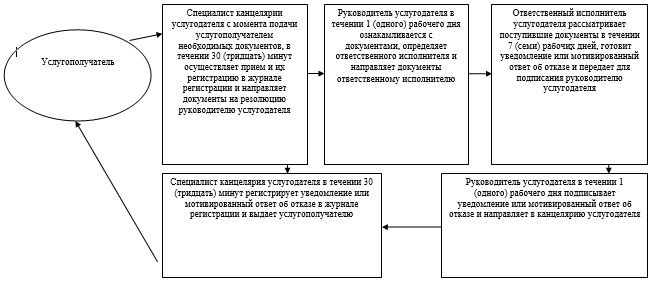 Услугополучатель
Специалист канцелярии
услугодателя с момента подачи
услугополучателем
необходимых документов, в
течении 30 (тридцать) минут
осуществляет прием и их
регистрацию в журнале
регистрации и направляет
документы на резолюцию
руководителю услугодателя
Руководитель услугодателя в
течении 1 (одного) рабочего дня
ознакамливается с
документами, определяет
ответственного исполнителя и
направляет документы
ответственному исполнителю
Ответственный исполнитель
услугодателя рассматривает
поступившие документы в течении
7 (семи) рабочих дней, готовит
уведомление или мотивированный
ответ об отказе и передает для
подписания руководителю
услугодателя
Специалист канцелярия услугодателя в течении 30
(тридцать) минут регистрирует уведомление или
мотивированный ответ об отказе в журнале
регистрации и выдает услугополучателю
Руководитель услугодателя в течении 1
(одного) рабочего дня подписывает
уведомление или мотивированный ответ об
отказе и направляет в канцелярию услугодателя